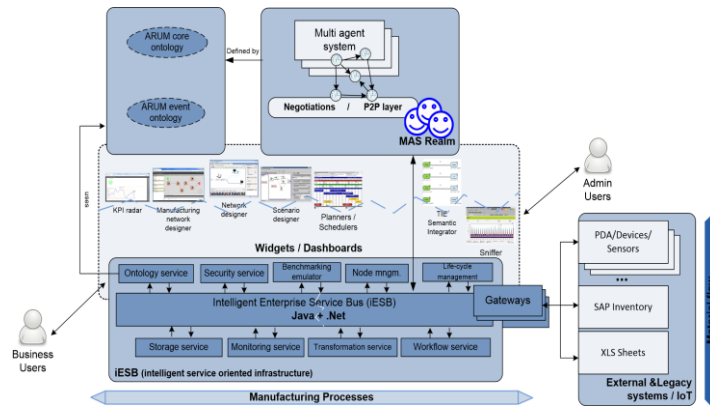 ARUM core
ontology
Defined by
Multi agent
system
ARUM event
ontology
Negotiations / P2P layer
MAS Realm
Admin
Users
KPI radar
Manufacturing
network
designer
Network
designer
Scenario
designer
Planners /
Schedulers
TIE
Semantic
Integrator
Sniffer
Widgets / Dashboards
PDA/Devices/
Sensors
...
SAP Inventory
XLS Sheets
External &Legacy
systems / IoT
Ontology service
Security service
Benchmarking
emulator
Node mngm.
Life-cycle
management
Intelligent Enterprise Service Bus (iESB)
Java + .Net
Gateways
Storage service
Monitoring service
Transformation service
Workflow service
iESB (intelligent service oriented infrastructure)
Business
Users
Manufacturing Processes